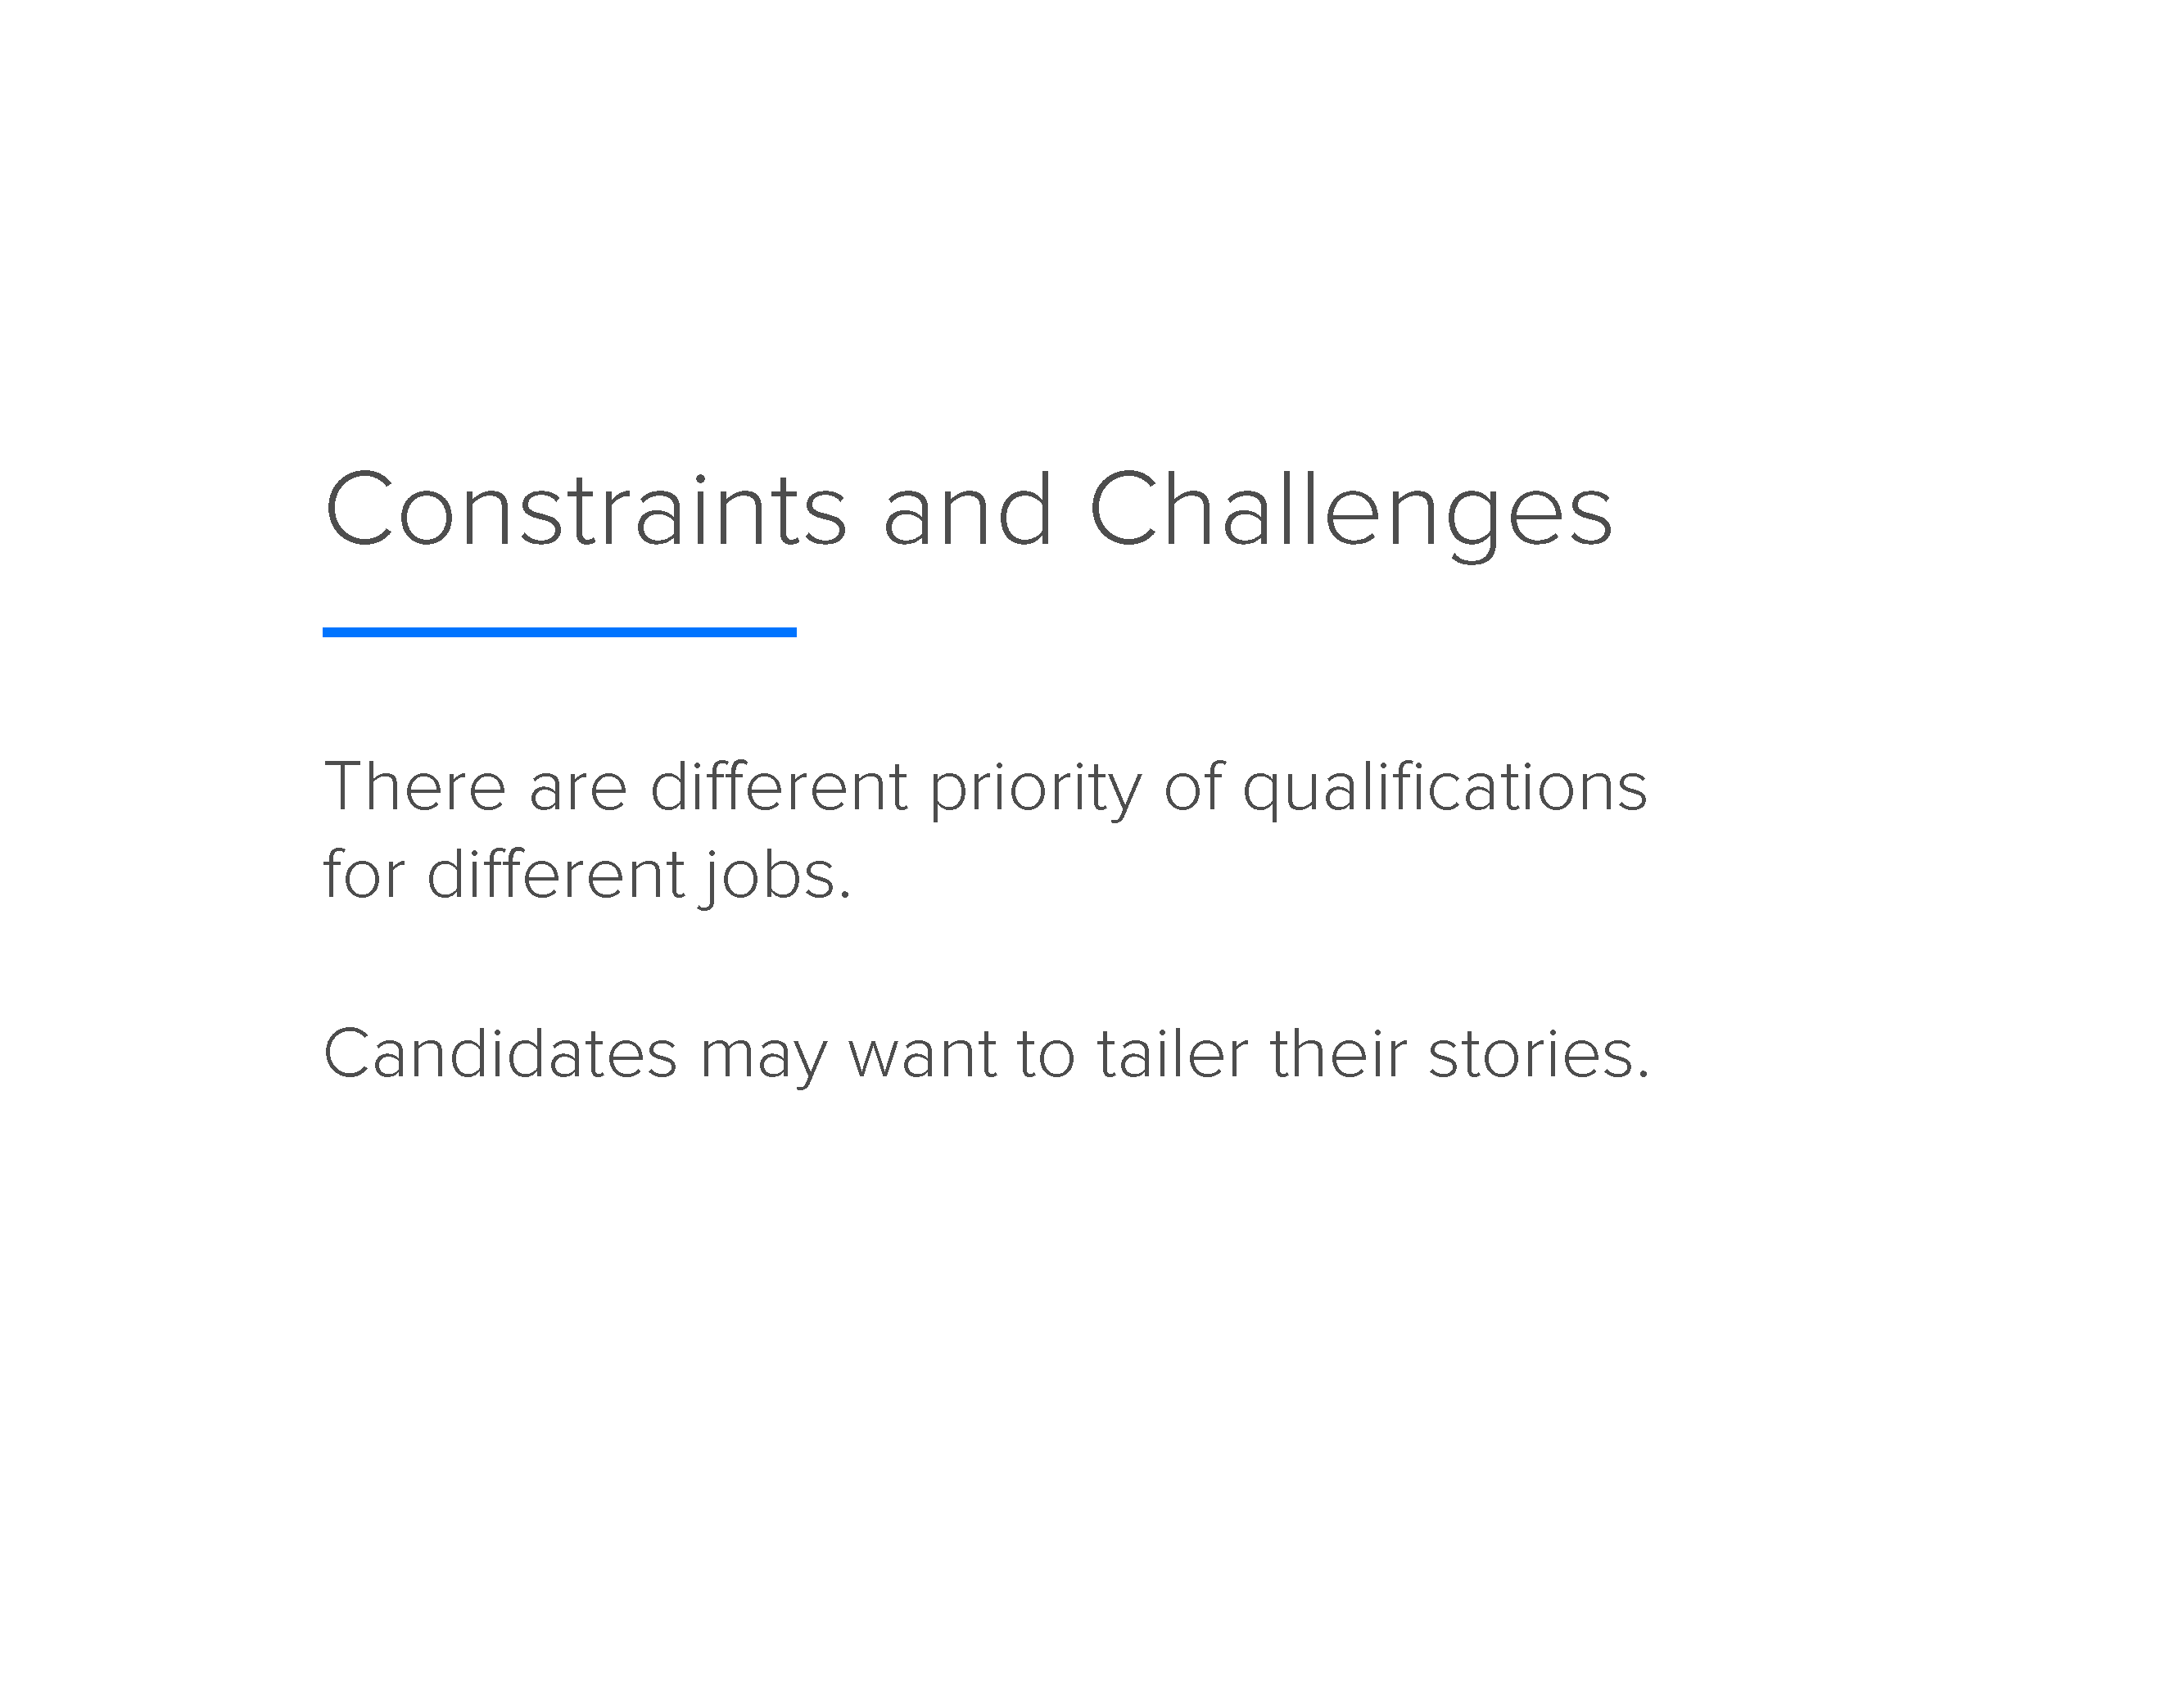 Constraints and Challenges
There are different priority of qualifications
for different jobs.
Candidates may want to tailer their stories.